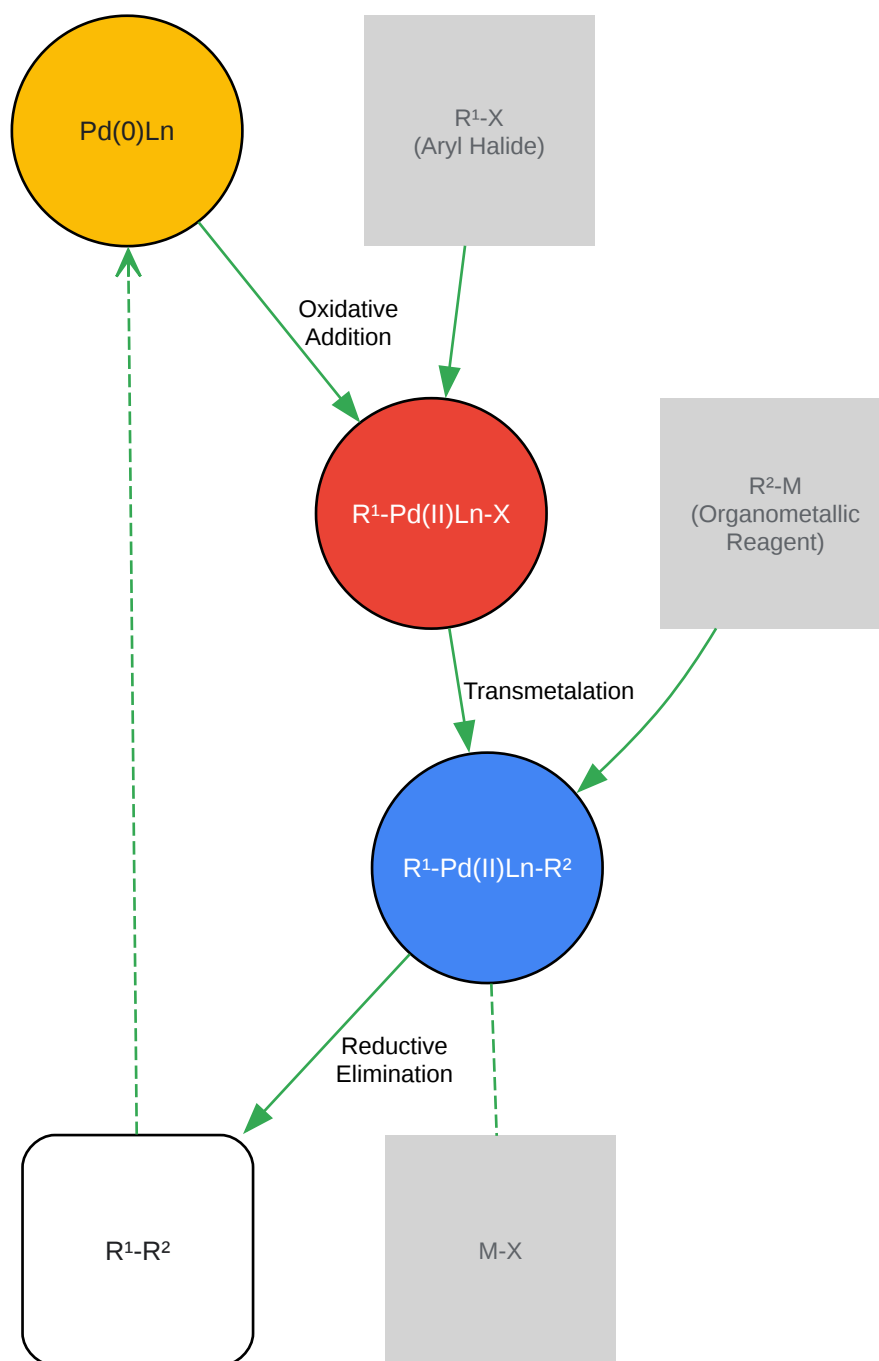 Pd(0)Ln
R¹-X
(Aryl Halide)
Oxidative
Addition
R¹-Pd(II)Ln-X
R²-M
(Organometallic
Reagent)
Transmetalation
R¹-Pd(II)Ln-R²
Reductive
Elimination
R¹-R²
M-X